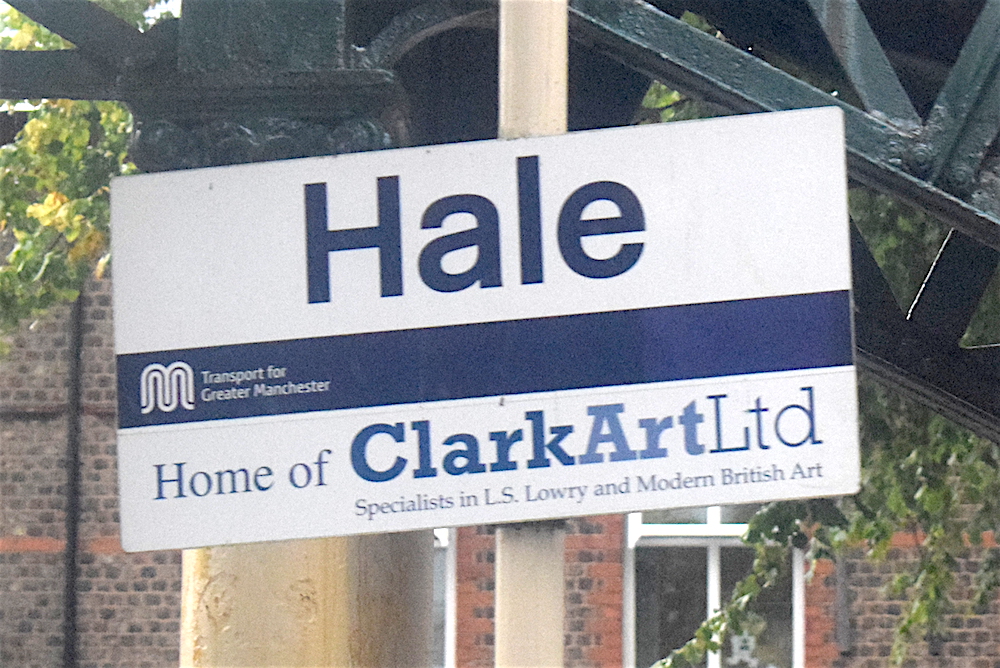 Hale
Transport for
Greater Manchester
Home of ClarkArtLtd
Specialists in L.S. Lowry and Modern British Art